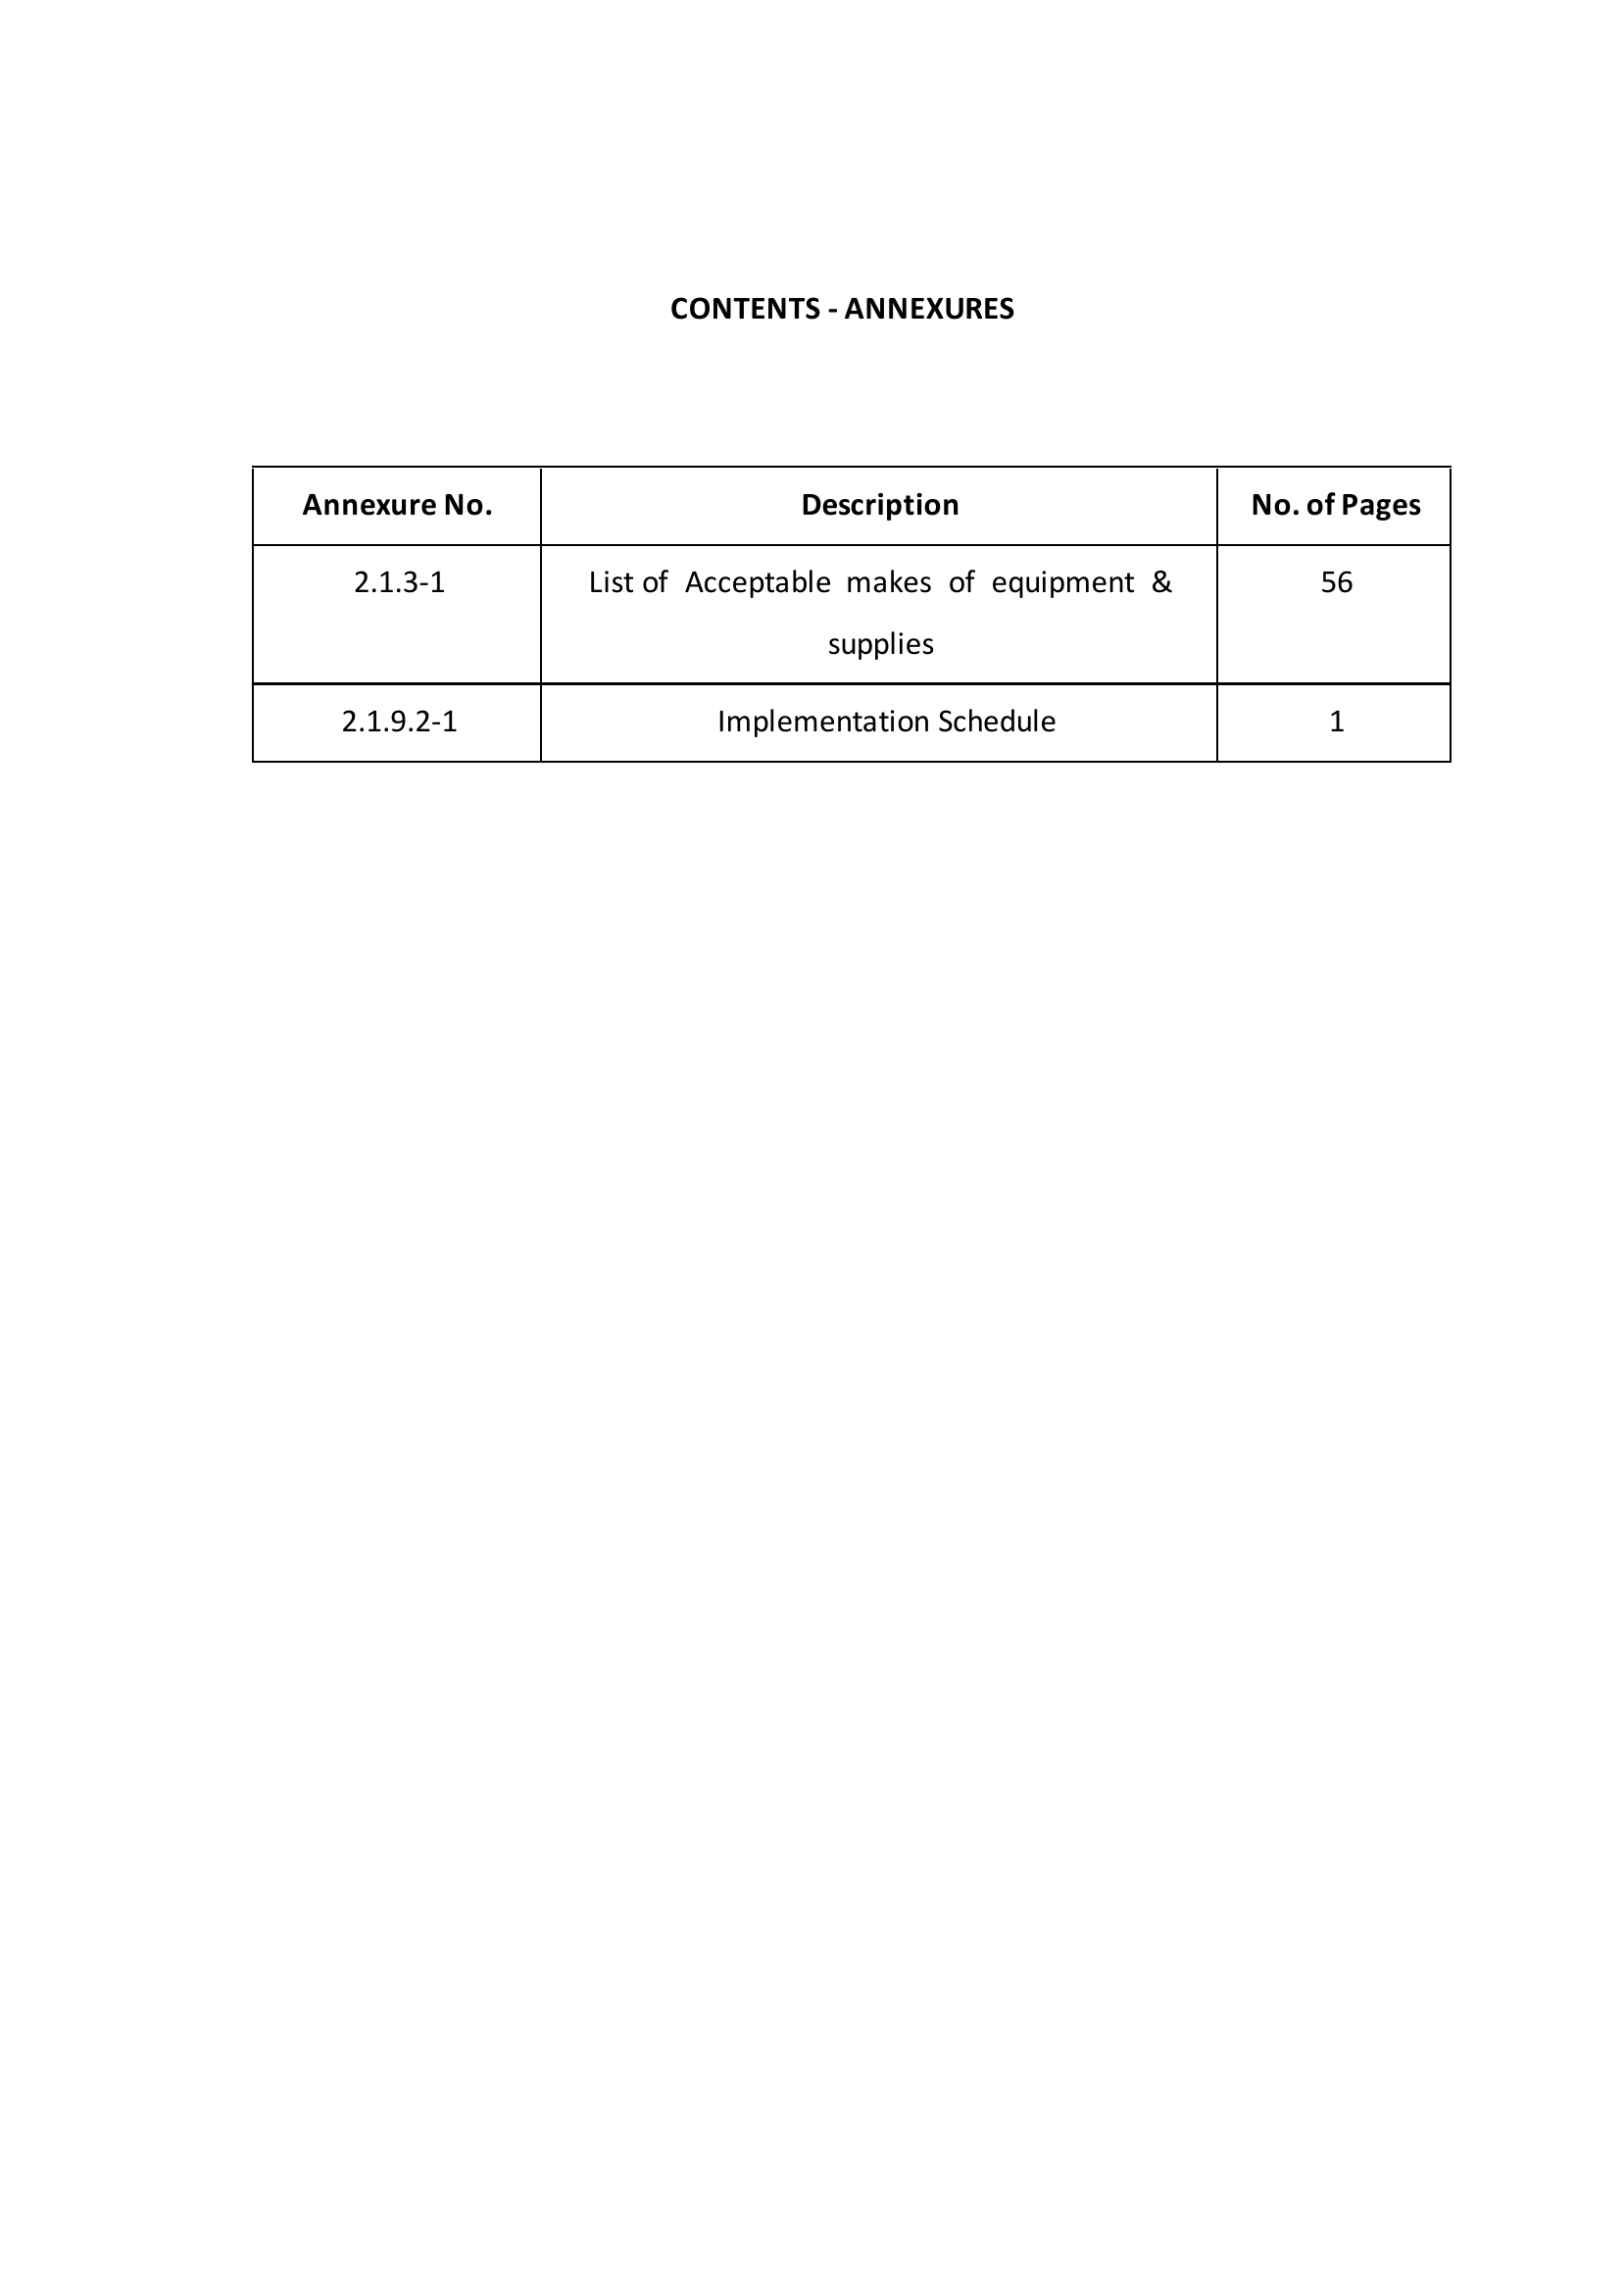 CONTENTS - ANNEXURES
Annexure No. Description No. of Pages
2.1.3-1 List of Acceptable makes of equipment & 56
supplies
2.1.9.2-1 Implementation Schedule 1